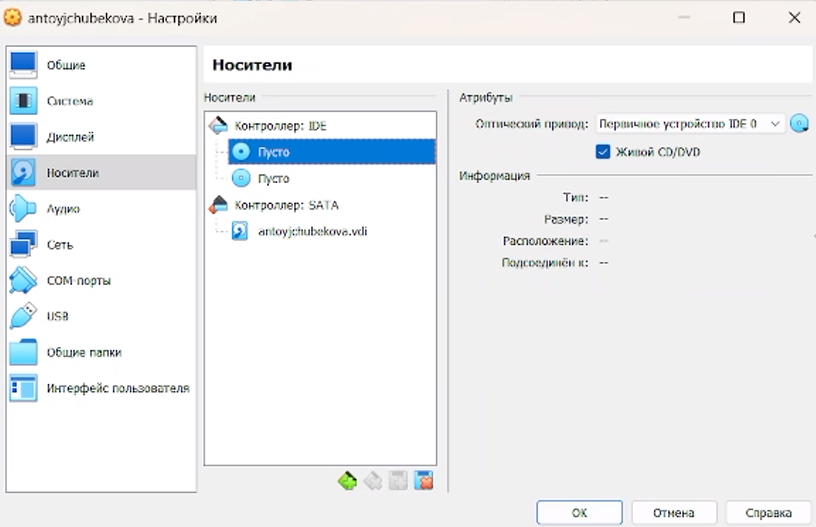 antoyjchubekova - Настройки
Общие
Система
Дисплей
Носители
Аудио
Сеть
COM-порты
USB
Общие папки
Интерфейс пользователя
Носители
Носители
Контроллер: IDE
Пусто
Пусто
Контроллер: SATA
antoyjchubekova.vdi
Атрибуты
Оптический привод: Первичное устройство IDE 0
Живой CD/DVD
Информация
Тип: --
Размер: --
Расположение: --
Подсоединён к: --
ОК
Отмена
Справка